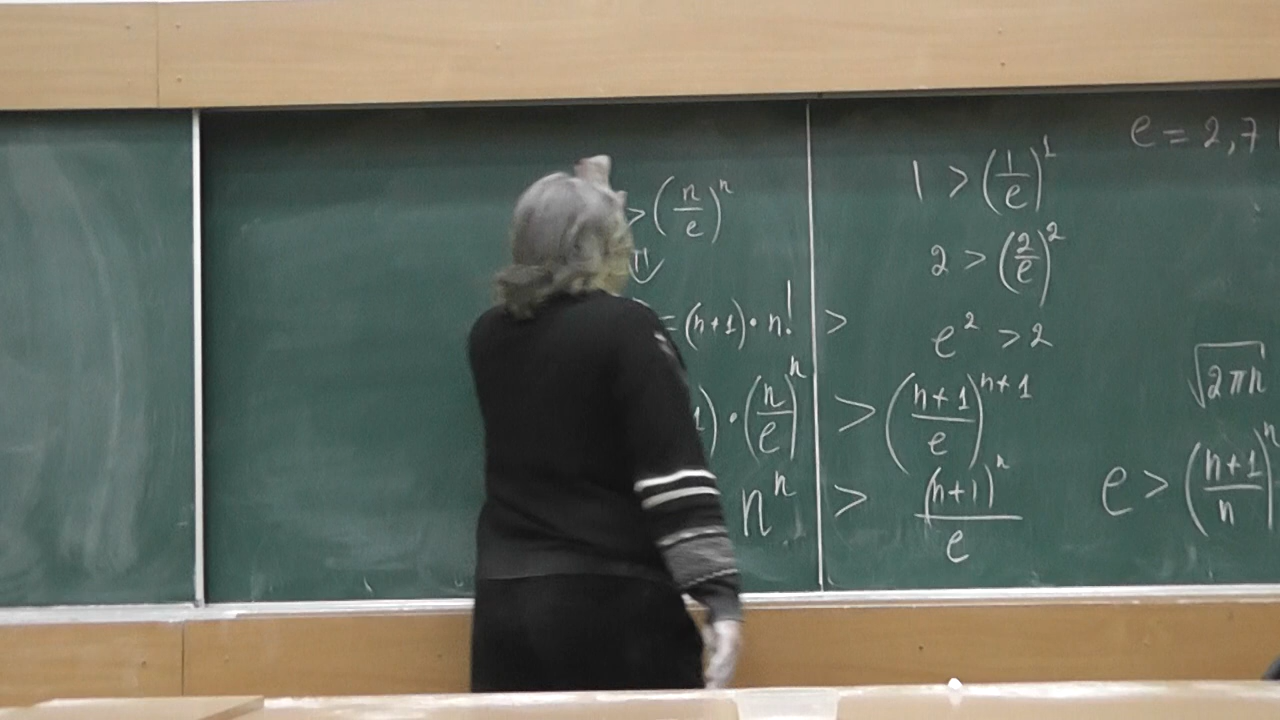 > (n/e)^n
= (n+1)·n! >
)·(n/e)^n > ((n+1)/e)^{n+1}
n^n > (n+1)^n/e
1 > (1/e)^1
2 > (2/e)^2
e^2 > 2
e = 2,7
√(2πn)
e > ((n+1)/n)^n